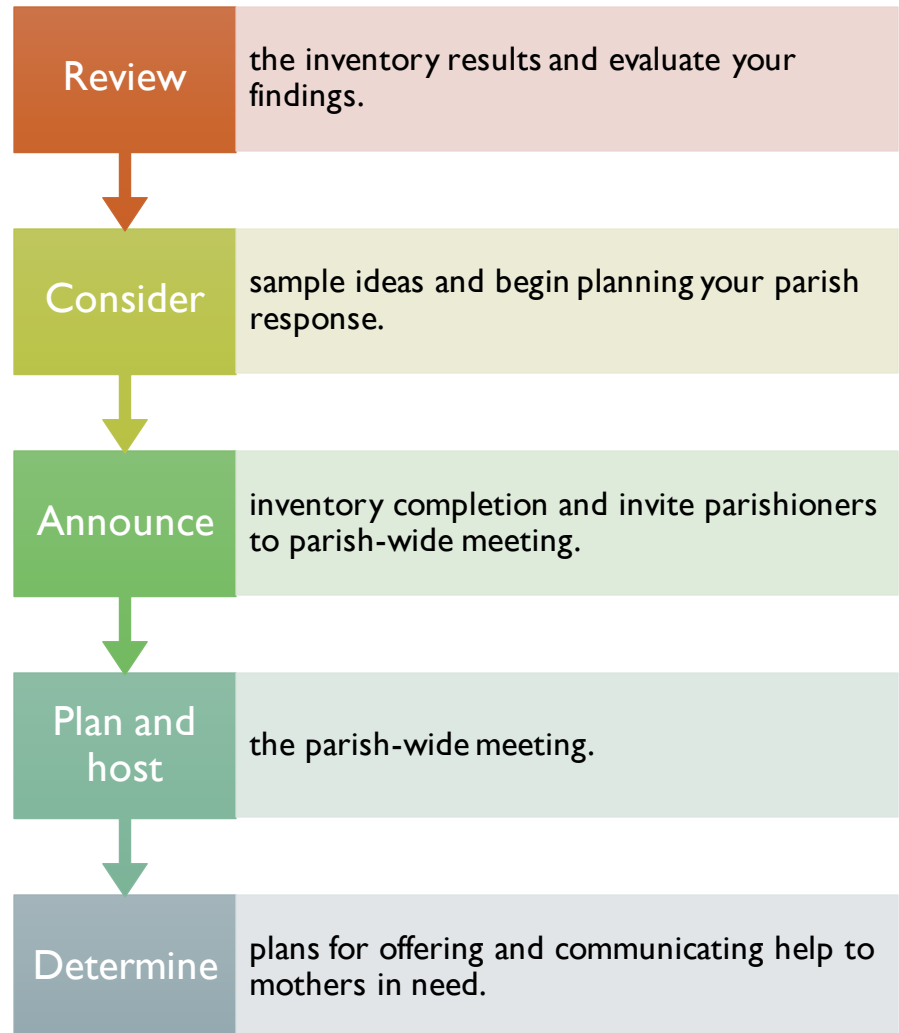 Review
the inventory results and evaluate your
findings.
Consider
sample ideas and begin planning your parish
response.
Announce
inventory completion and invite parishioners
to parish-wide meeting.
Plan and
host
the parish-wide meeting.
Determine
plans for offering and communicating help to
mothers in need.